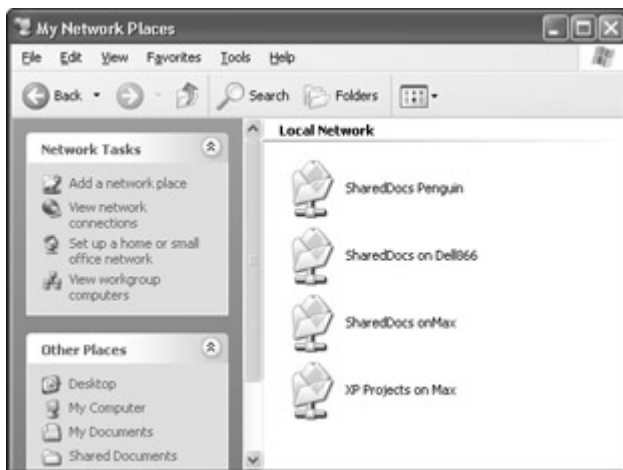 My Network Places
File Edit View Favorites Tools Help
Back Search Folders
Network Tasks
Add a network place
View network
connections
Set up a home or small
office network
View workgroup
computers
Other Places
Desktop
My Computer
My Documents
Shared Documents
Local Network
SharedDocs Penguin
SharedDocs on Dell866
SharedDocs onMax
XP Projects on Max